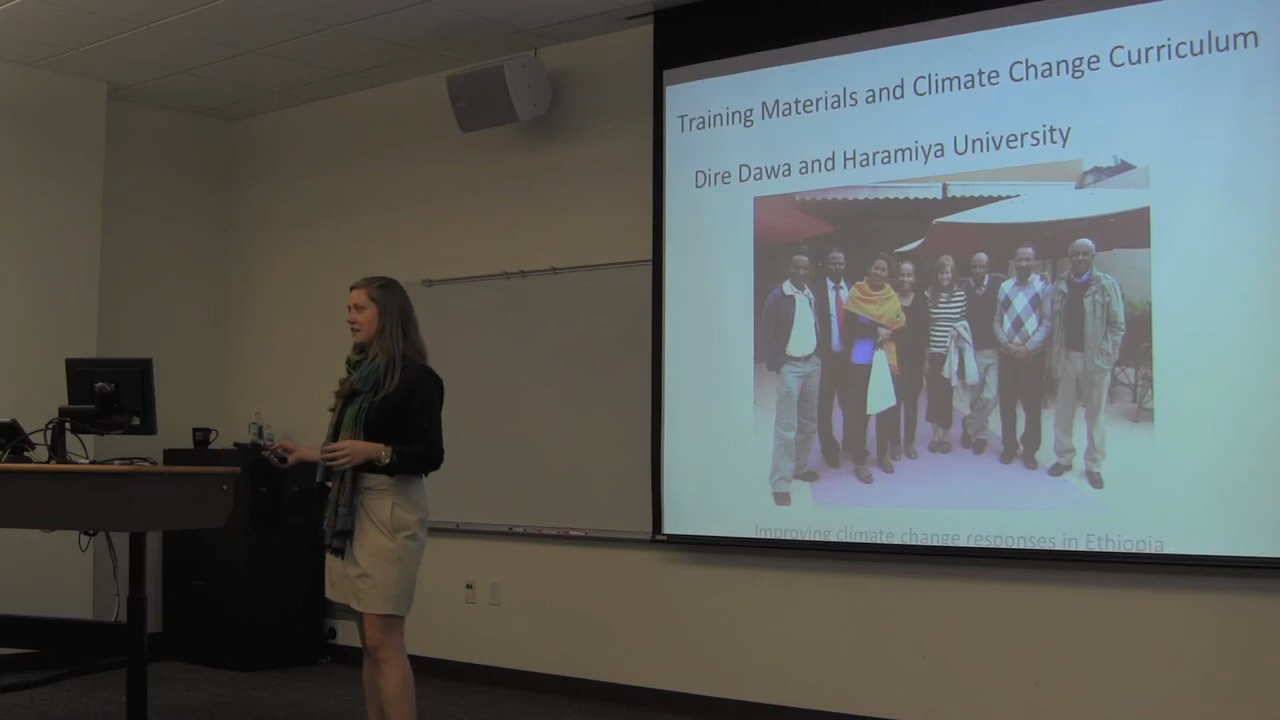 Training Materials and Climate Change Curriculum
Dire Dawa and Haramiya University
Improving climate change responses in Ethiopia